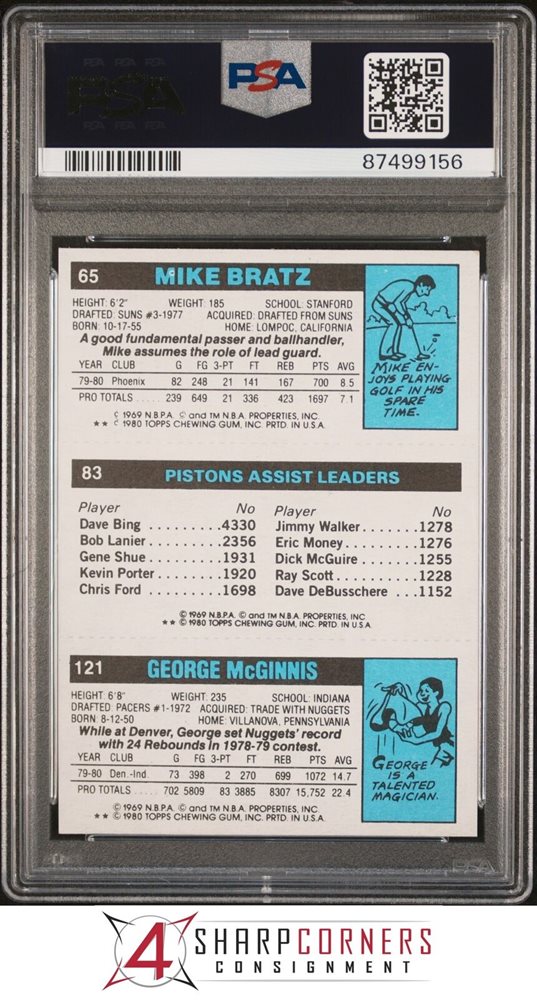 PSA
87499156
65 MIKE BRATZ
HEIGHT: 6'2" WEIGHT: 185 SCHOOL: STANFORD
DRAFTED: SUNS #3-1977 ACQUIRED: DRAFTED FROM SUNS
BORN: 10-17-55 HOME: LOMPOC, CALIFORNIA
A good fundamental passer and ballhandler,
Mike assumes the role of lead guard.
YEAR CLUB G FG 3-PT FT REB PTS AVG
79-80 Phoenix 82 248 21 141 167 700 8.5
PRO TOTALS 239 649 21 336 423 1697 7.1
© 1969 N.B.P.A. © and TM N.B.A. PROPERTIES, INC.
★★ © 1980 TOPPS CHEWING GUM, INC. PRTD. IN U.S.A.
MIKE EN-
JOYS PLAYING
GOLF IN HIS
SPARE
TIME.
83 PISTONS ASSIST LEADERS
Player No Player No
Dave Bing . . . . . . . . .4330 Jimmy Walker. . . . . . .1278
Bob Lanier . . . . . . . . .2356 Eric Money. . . . . . . . . .1276
Gene Shue . . . . . . . . .1931 Dick McGuire . . . . . . .1255
Kevin Porter. . . . . . . .1920 Ray Scott. . . . . . . . . . .1228
Chris Ford . . . . . . . . .1698 Dave DeBusschere . . .1152
© 1969 N.B.P.A. © and TM N.B.A. PROPERTIES, INC
★★ © 1980 TOPPS CHEWING GUM, INC. PRTD. IN U.S.A.
121 GEORGE McGINNIS
HEIGHT: 6'8" WEIGHT: 235 SCHOOL: INDIANA
DRAFTED: PACERS #1-1972 ACQUIRED: TRADE WITH NUGGETS
BORN: 8-12-50 HOME: VILLANOVA, PENNSYLVANIA
While at Denver, George set Nuggets' record
with 24 Rebounds in 1978-79 contest.
YEAR CLUB G FG 3-PT FT REB PTS AVG
79-80 Den.-Ind. 73 398 2 270 699 1072 14.7
PRO TOTALS 702 5809 83 3885 8307 15,752 22.4
© 1969 N.B.P.A. © and TM N.B.A. PROPERTIES, INC.
★★ © 1980 TOPPS CHEWING GUM, INC. PRTD. IN U.S.A.
GEORGE
IS A
TALENTED
MAGICIAN.
PSA
4 SHARPCORNERS
CONSIGNMENT